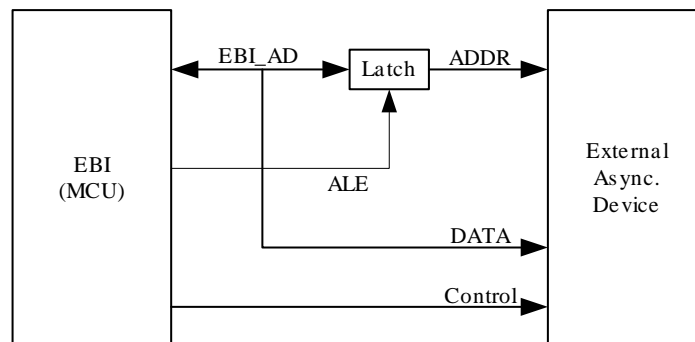 EBI_AD
Latch
ADDR
EBI
(MCU)
External
Async.
Device
ALE
DATA
Control